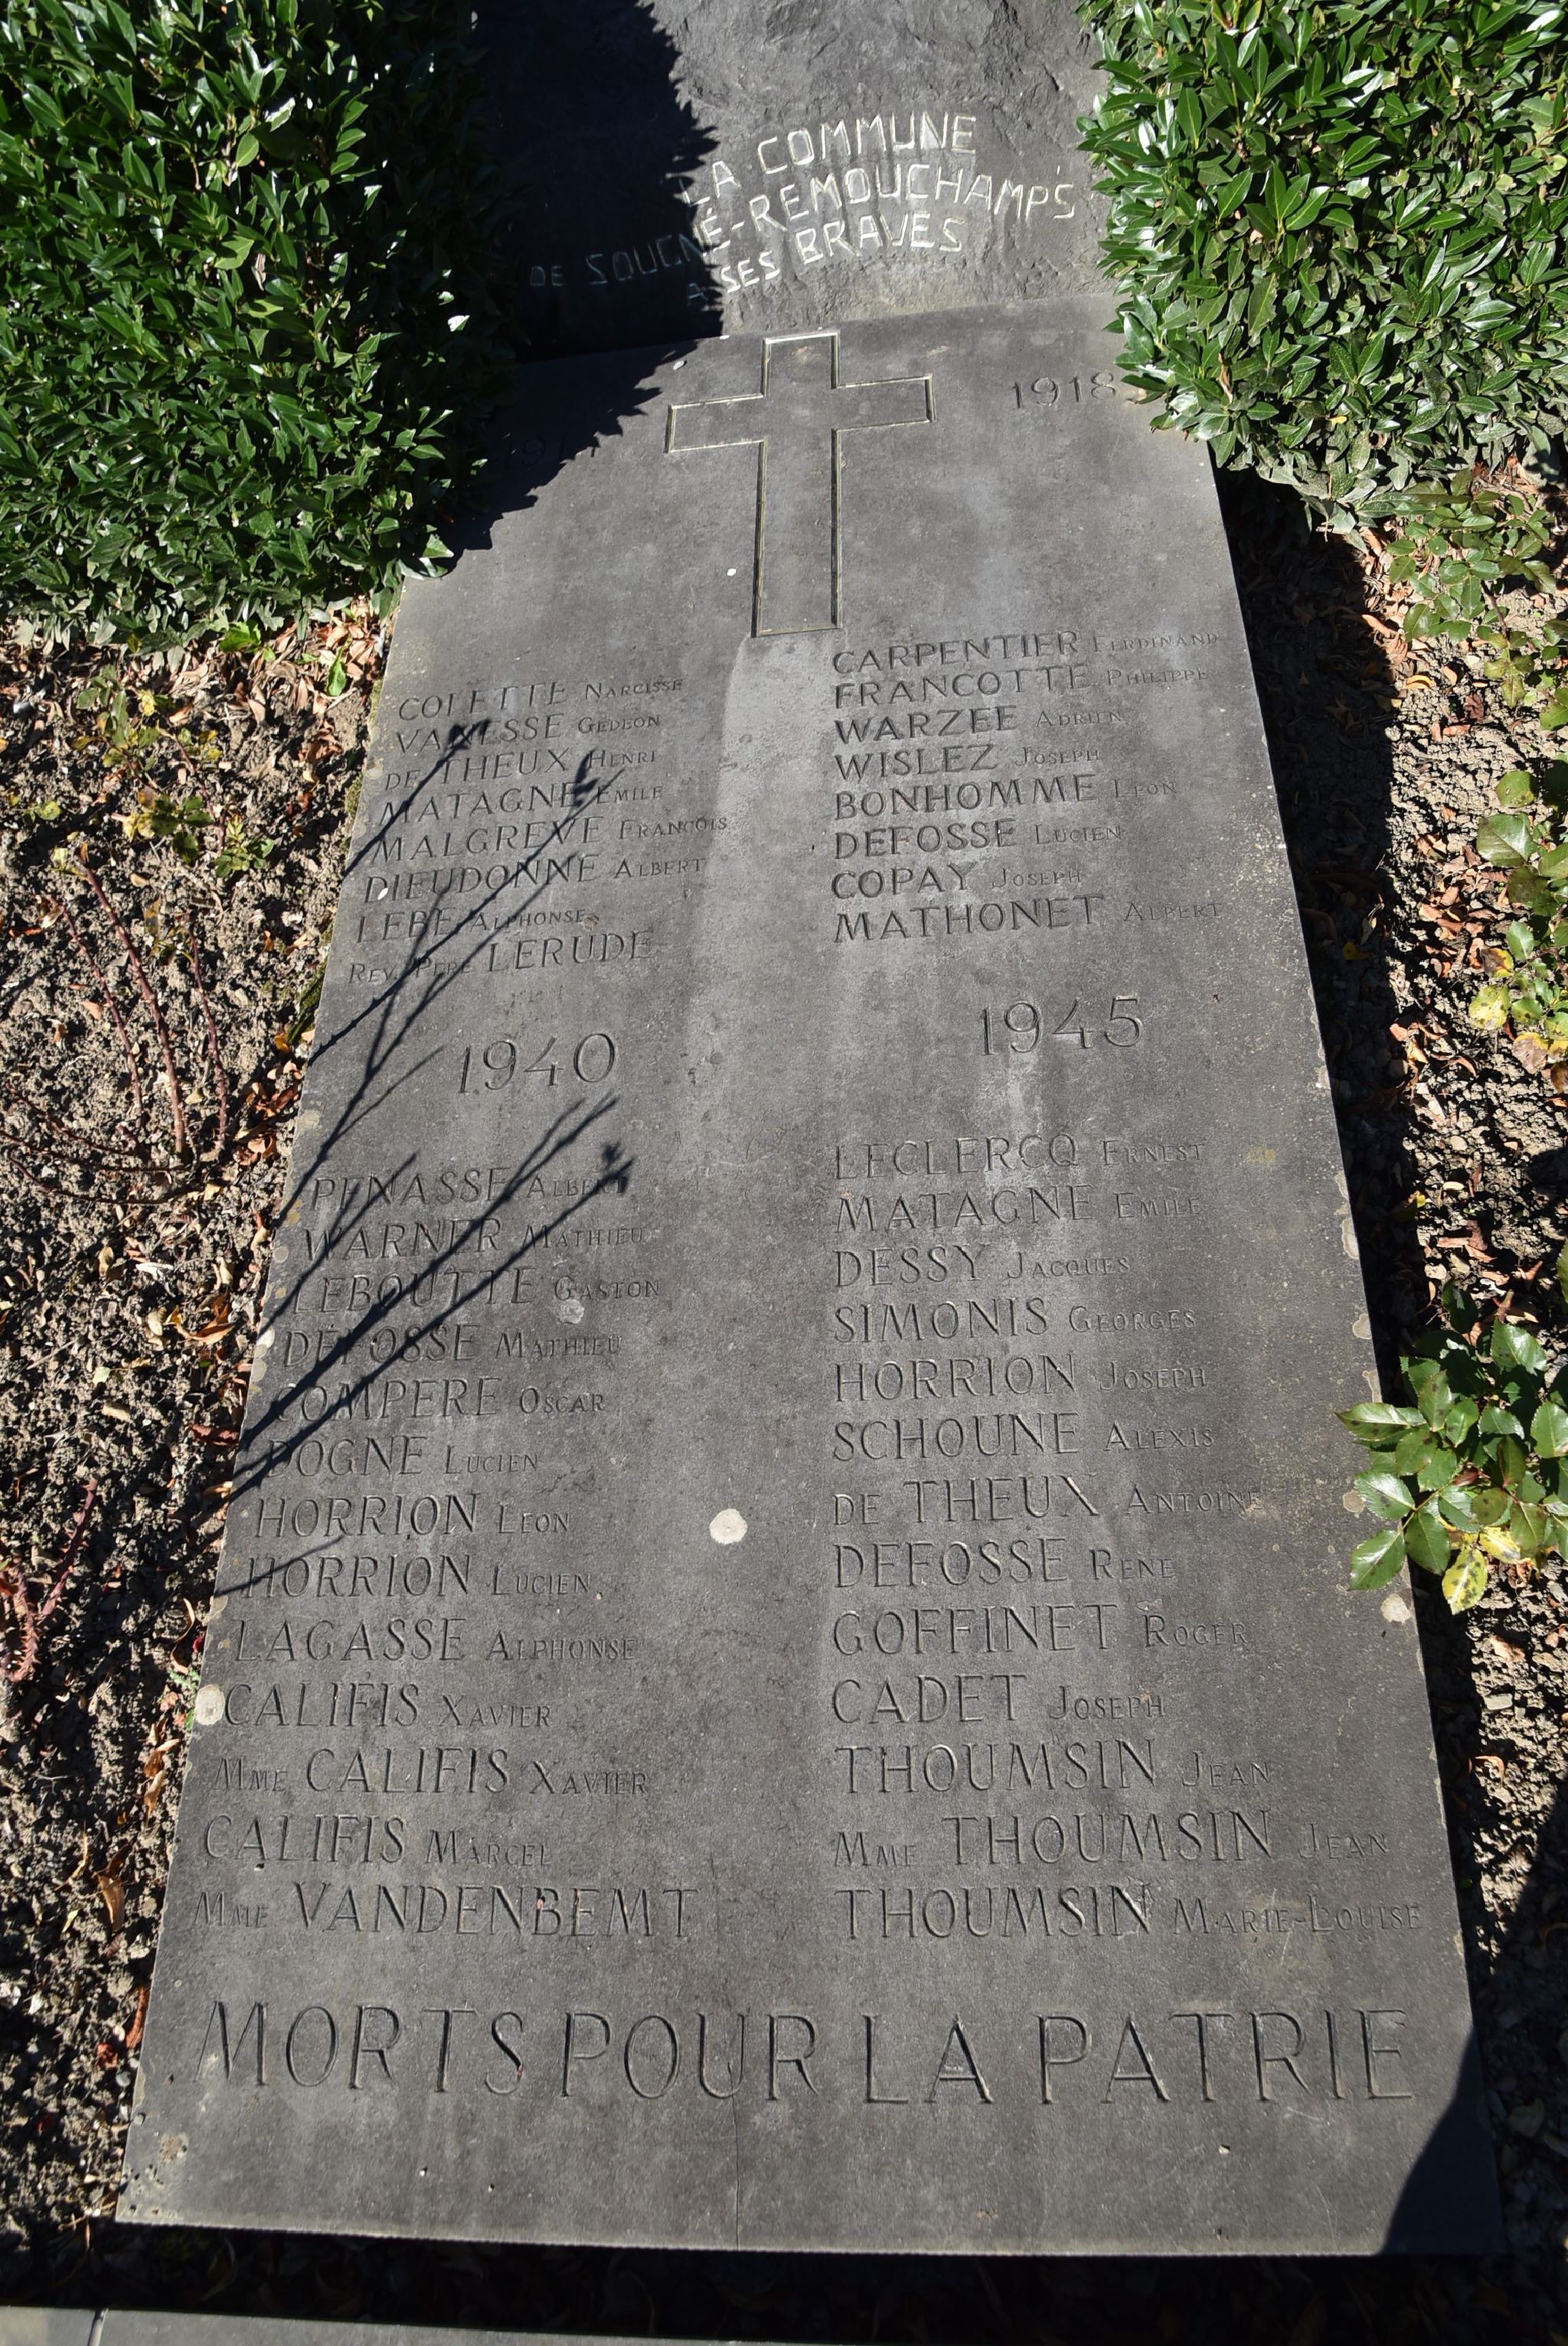 LA COMMUNE
DE SOUGNÉ-REMOUCHAMPS
A SES BRAVES
1918
COLETTE NARCISSE
VANESSE GÉDÉON
DE THEUX HENRI
MATAGNE EMILE
MALGREVE FRANÇOIS
DIEUDONNE ALBERT
LEBE ALPHONSE
REV. PERE LERUDE
CARPENTIER FERDINAND
FRANCOTTE PHILIPPE
WARZEE ADRIEN
WISLEZ JOSEPH
BONHOMME LEON
DEFOSSE LUCIEN
COPAY JOSEPH
MATHONET ALBERT
1940 1945
PENASSE ALBERT
WARNER MATHIEU
LEBOUTTE GASTON
DEFOSSE MATHIEU
COMPERE OSCAR
DOGNE LUCIEN
HORRION LEON
HORRION LUCIEN
LAGASSE ALPHONSE
CALIFIS XAVIER
MME CALIFIS XAVIER
CALIFIS MARCEL
MME VANDENBEMT
LECLERCQ ERNEST
MATAGNE EMILE
DESSY JACQUES
SIMONIS GEORGES
HORRION JOSEPH
SCHOUNE ALEXIS
DE THEUX ANTOINE
DEFOSSE RENE
GOFFINET ROGER
CADET JOSEPH
THOUMSIN JEAN
MME THOUMSIN JEAN
THOUMSIN MARIE-LOUISE
MORTS POUR LA PATRIE